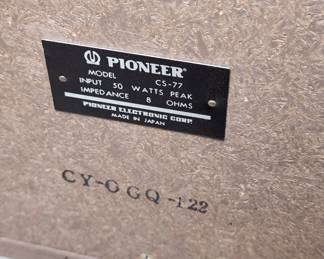 PIONEER®
MODEL CS-77
INPUT 50 WATTS PEAK
IMPEDANCE 8 OHMS
PIONEER ELECTRONIC CORP.
MADE IN JAPAN
CY-OGQ-122